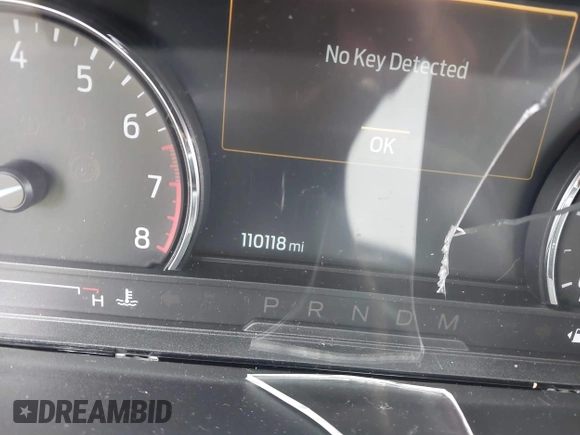 No Key Detected
OK
4
5
6
7
8
110118 mi
H
P R N D M
DREAMBID